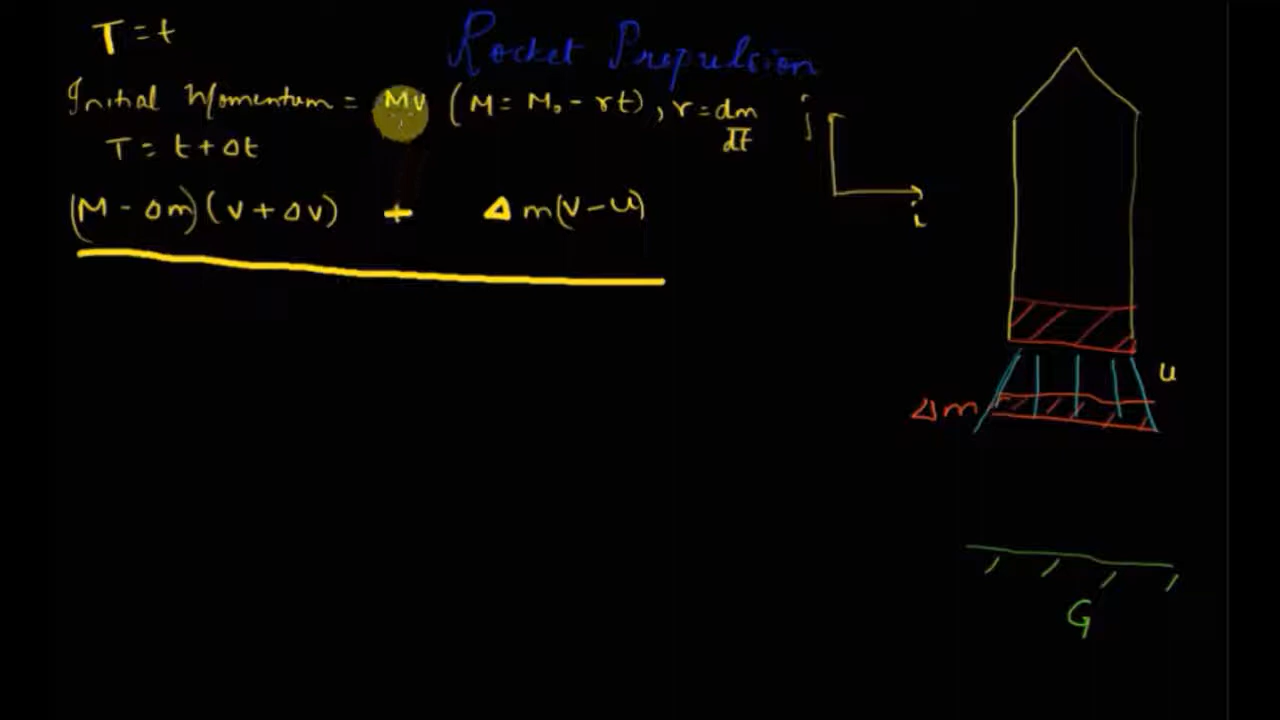 T = t
Rocket Propulsion
Initial Momentum = Mv (M = M₀ - rt), r = dm/dt
T = t + Δt
(M - Δm)(v + Δv) + Δm(v - u)
j
i
u
Δm
G